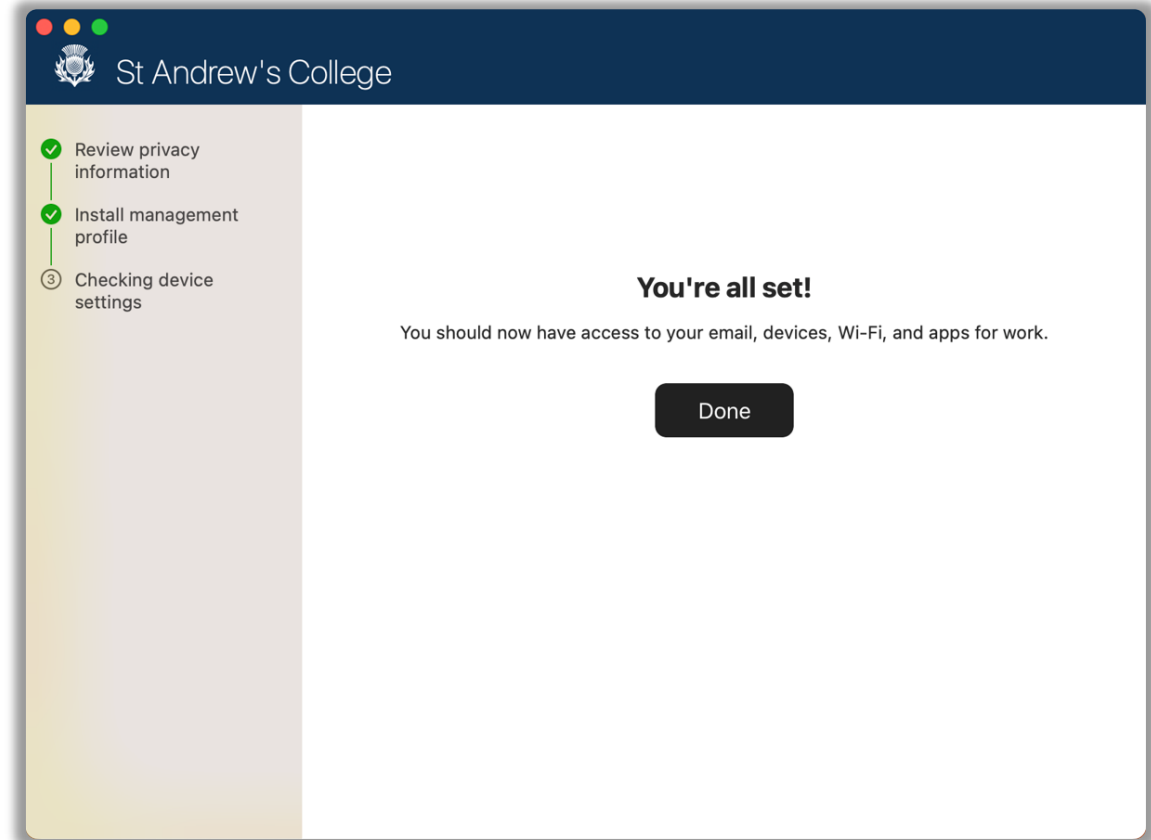 St Andrew's College
Review privacy
information
Install management
profile
3 Checking device
settings
You're all set!
You should now have access to your email, devices, Wi-Fi, and apps for work.
Done